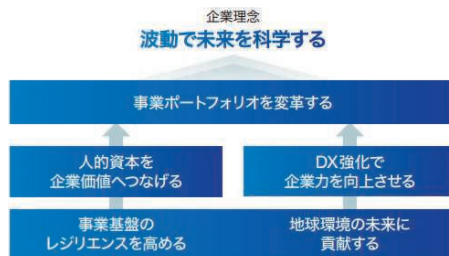 企業理念
波動で未来を科学する
事業ポートフォリオを変革する
人的資本を
企業価値へつなげる
DX強化で
企業力を向上させる
事業基盤の
レジリエンスを高める
地球環境の未来に
貢献する